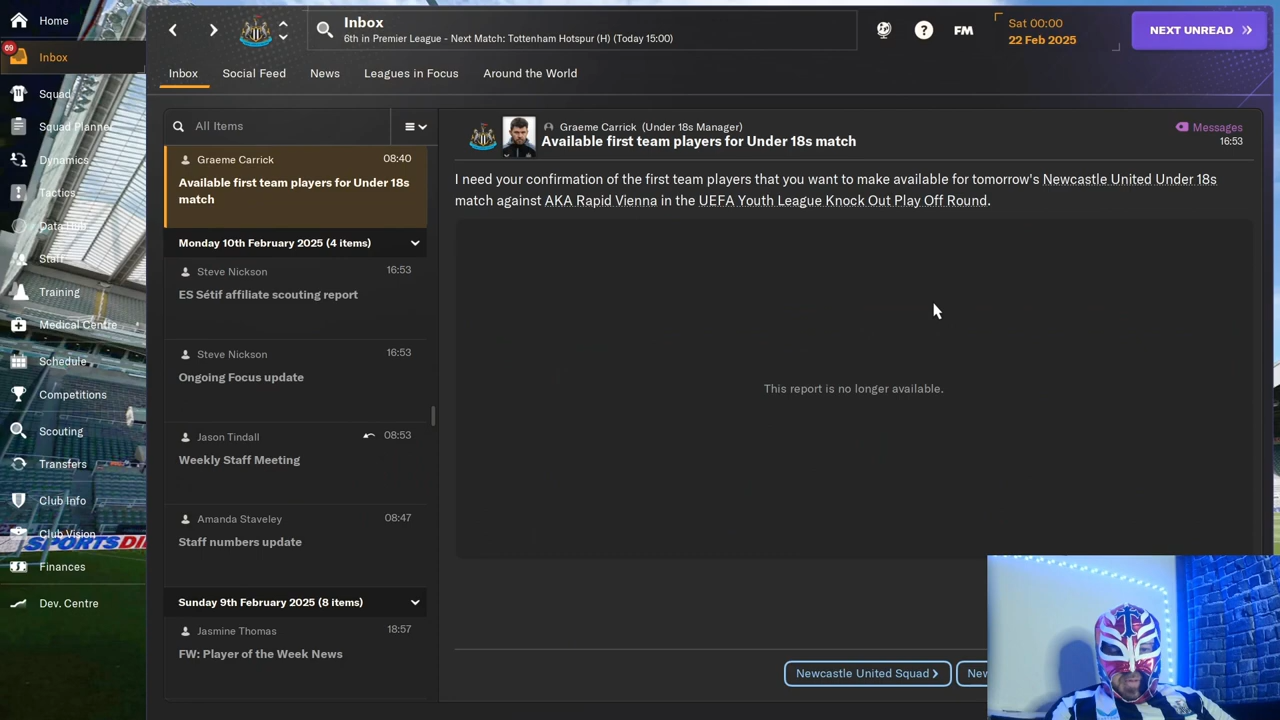 Home
69
Inbox
Squad
Squad Planner
Dynamics
Tactics
Data Hub
Staff
Training
Medical Centre
Schedule
Competitions
Scouting
Transfers
Club Info
Club Vision
Finances
Dev. Centre
SPORTSDI
Inbox
6th in Premier League - Next Match: Tottenham Hotspur (H) (Today 15:00)
?
FM
Sat 00:00
22 Feb 2025
NEXT UNREAD
Inbox
Social Feed
News
Leagues in Focus
Around the World
All Items
Graeme Carrick 08:40
Available first team players for Under 18s
match
Monday 10th February 2025 (4 items)
Steve Nickson 16:53
ES Sétif affiliate scouting report
Steve Nickson 16:53
Ongoing Focus update
Jason Tindall 08:53
Weekly Staff Meeting
Amanda Staveley 08:47
Staff numbers update
Sunday 9th February 2025 (8 items)
Jasmine Thomas 18:57
FW: Player of the Week News
Graeme Carrick (Under 18s Manager)
Available first team players for Under 18s match
Messages
16:53
I need your confirmation of the first team players that you want to make available for tomorrow's Newcastle United Under 18s
match against AKA Rapid Vienna in the UEFA Youth League Knock Out Play Off Round.
This report is no longer available.
Newcastle United Squad
New